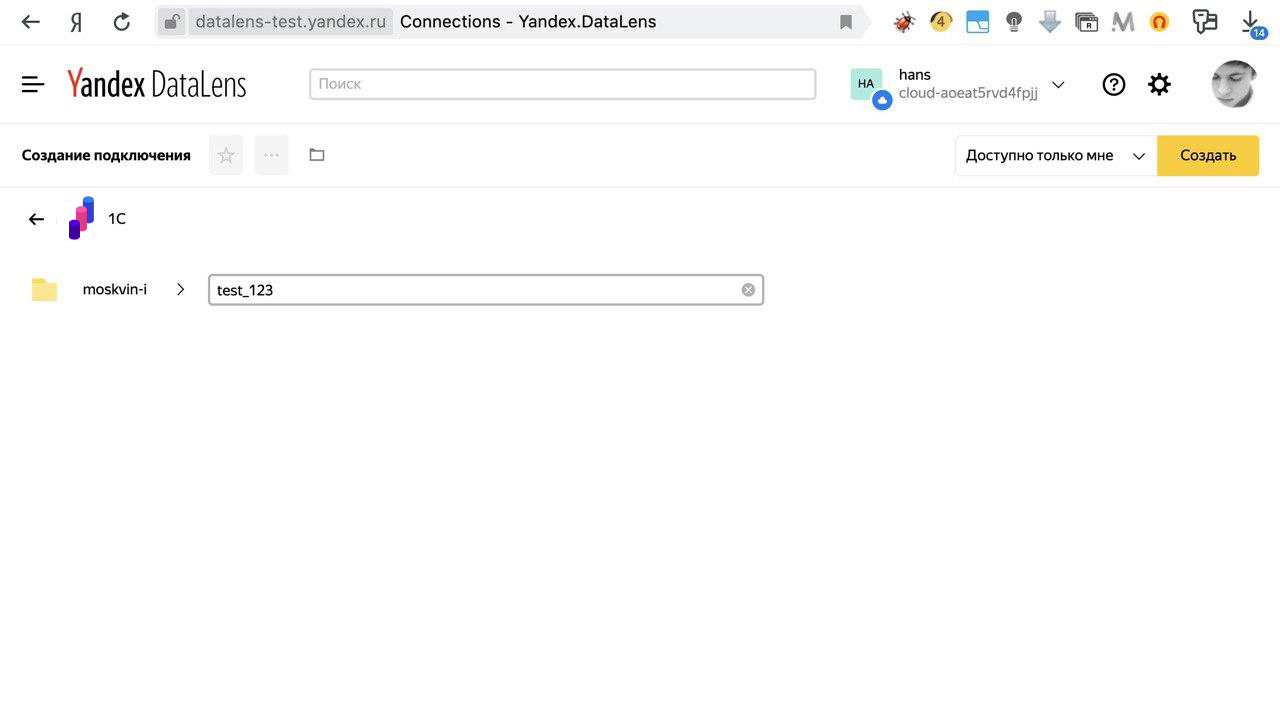 Я datalens-test.yandex.ru Connections - Yandex.DataLens 4 R M 14
Yandex DataLens Поиск HA hans
cloud-aoeat5rvd4fpjj
Создание подключения Доступно только мне Создать
1C
moskvin-i test_123